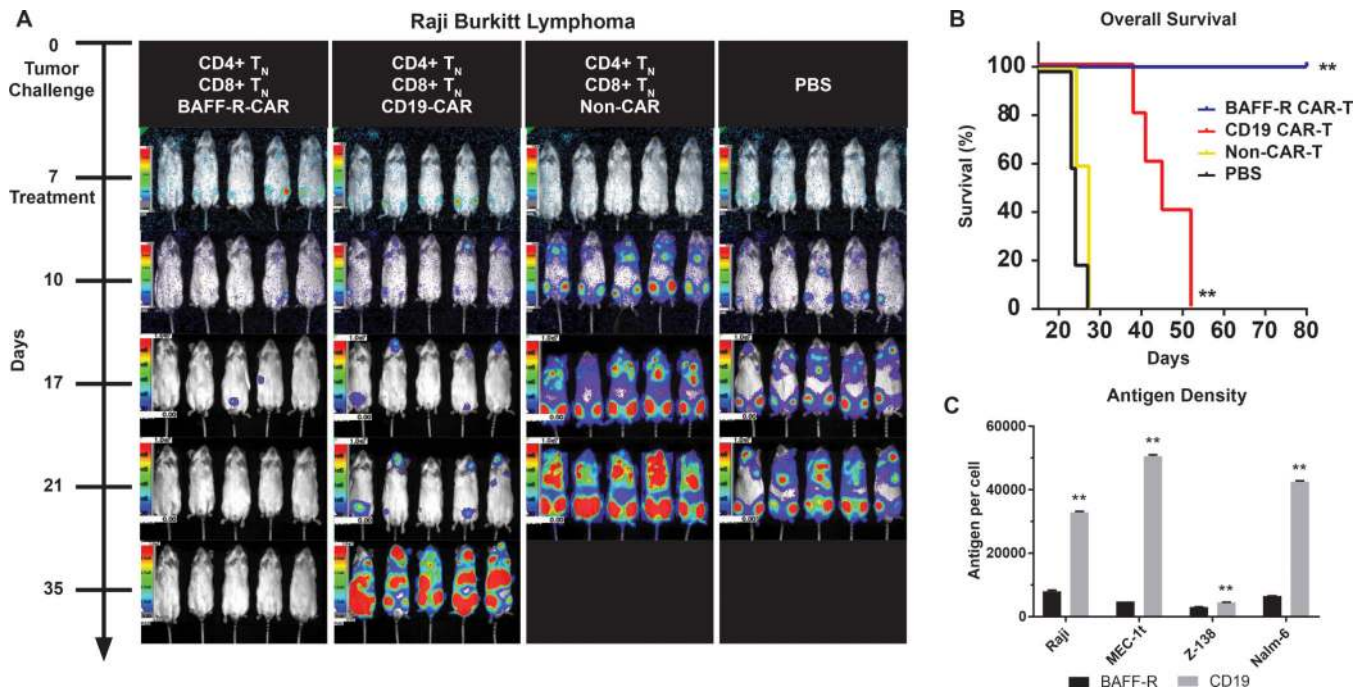 A
Raji Burkitt Lymphoma
0
Tumor
Challenge
7
Treatment
10
17
21
35
Days
CD4+ TN
CD8+ TN
BAFF-R-CAR
CD4+ TN
CD8+ TN
CD19-CAR
CD4+ TN
CD8+ TN
Non-CAR
PBS
B
Overall Survival
Survival (%)
100
80
60
40
20
0
20 30 40 50 60 70 80
Days
**
**
BAFF-R CAR-T
CD19 CAR-T
Non-CAR-T
PBS
C
Antigen Density
Antigen per cell
60000
40000
20000
0
**
**
**
**
Raji
MEC-1t
Z-138
Nalm-6
BAFF-R
CD19